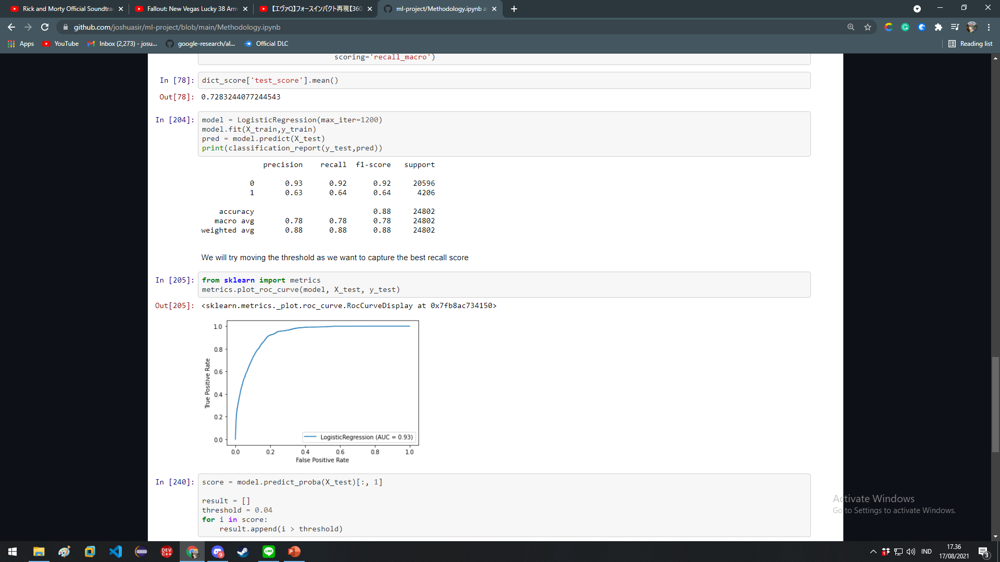 Rick and Morty Official Soundtra
Fallout: New Vegas Lucky 38 Arm
【エヴァQ】フォースインパクト再現【360
ml-project/Methodology.ipynb a
github.com/joshuasir/ml-project/blob/main/Methodology.ipynb
Apps
YouTube
Inbox (2,273) - josu...
google-research/al...
Official DLC
Reading list
scoring='recall_macro')
In [78]:
dict_score['test_score'].mean()
Out[78]:
0.7283244077244543
In [204]:
model = LogisticRegression(max_iter=1200)
model.fit(X_train,y_train)
pred = model.predict(X_test)
print(classification_report(y_test,pred))
precision recall f1-score support
0 0.93 0.92 0.92 20596
1 0.63 0.64 0.64 4206
accuracy 0.88 24802
macro avg 0.78 0.78 0.78 24802
weighted avg 0.88 0.88 0.88 24802
We will try moving the threshold as we want to capture the best recall score
In [205]:
from sklearn import metrics
metrics.plot_roc_curve(model, X_test, y_test)
Out[205]:
<sklearn.metrics._plot.roc_curve.RocCurveDisplay at 0x7fb8ac734150>
True Positive Rate
1.0
0.8
0.6
0.4
0.2
0.0
LogisticRegression (AUC = 0.93)
0.0 0.2 0.4 0.6 0.8 1.0
False Positive Rate
In [240]:
score = model.predict_proba(X_test)[:, 1]
result = []
threshold = 0.04
for i in score:
result.append(i > threshold)
Activate Windows
Go to Settings to activate Windows.
DEV
C++
9
LINE
P
1
IND
17.36
17/08/2021
3